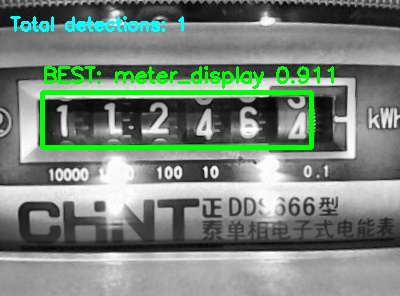 Total detections: 1
BEST: meter_display 0.911
1 1 2 4 6 4 kWh
10000 100 10 0.1
CHNT 正 DDS666型
泰 单相电子式电能表